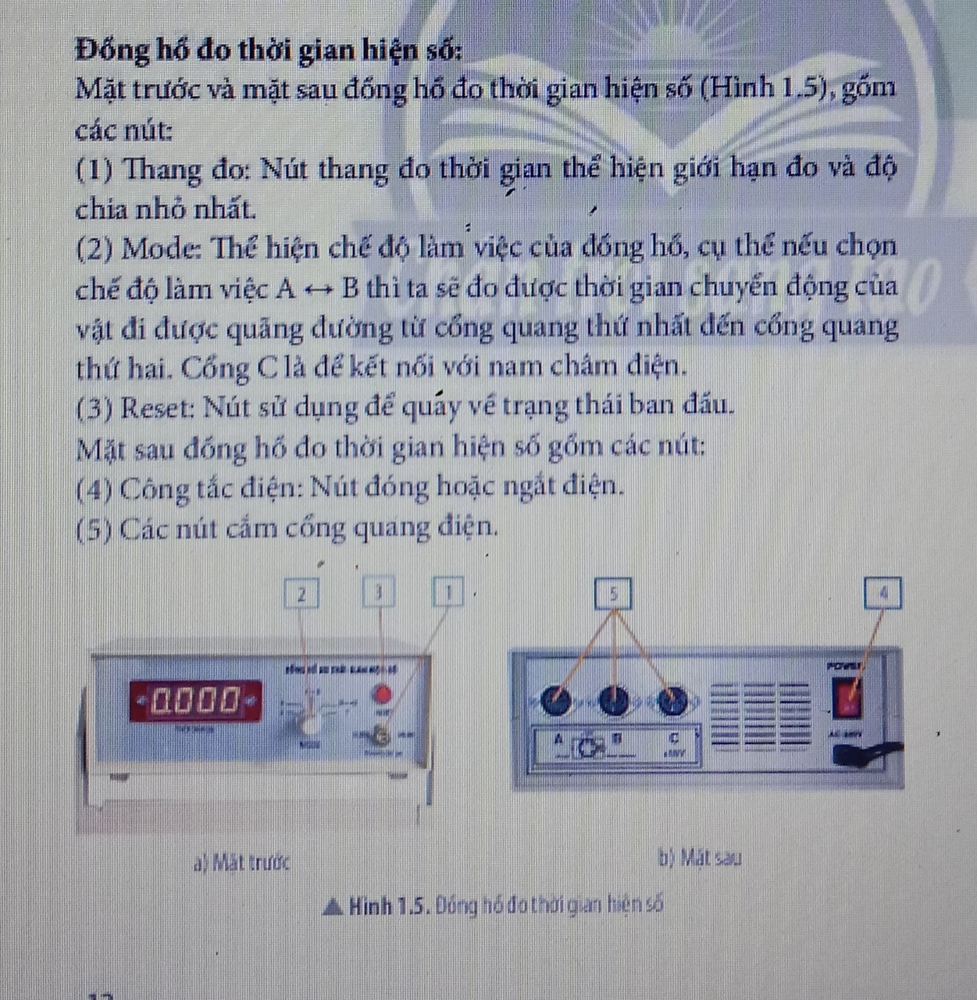 Đồng hồ đo thời gian hiện số:
Mặt trước và mặt sau đồng hồ đo thời gian hiện số (Hình 1.5), gồm
các nút:
(1) Thang đo: Nút thang đo thời gian thể hiện giới hạn đo và độ
chia nhỏ nhất.
(2) Mode: Thể hiện chế độ làm việc của đồng hồ, cụ thể nếu chọn
chế độ làm việc A ↔ B thì ta sẽ đo được thời gian chuyển động của
vật đi được quãng đường từ cổng quang thứ nhất đến cổng quang
thứ hai. Cổng C là để kết nối với nam châm điện.
(3) Reset: Nút sử dụng để quay về trạng thái ban đầu.
Mặt sau đồng hồ đo thời gian hiện số gồm các nút:
(4) Công tắc điện: Nút đóng hoặc ngắt điện.
(5) Các nút cắm cổng quang điện.
2 3 1 5 4
POWER
0.000
MODE
A B C
a) Mặt trước
b) Mặt sau
▲ Hình 1.5. Đồng hồ đo thời gian hiện số